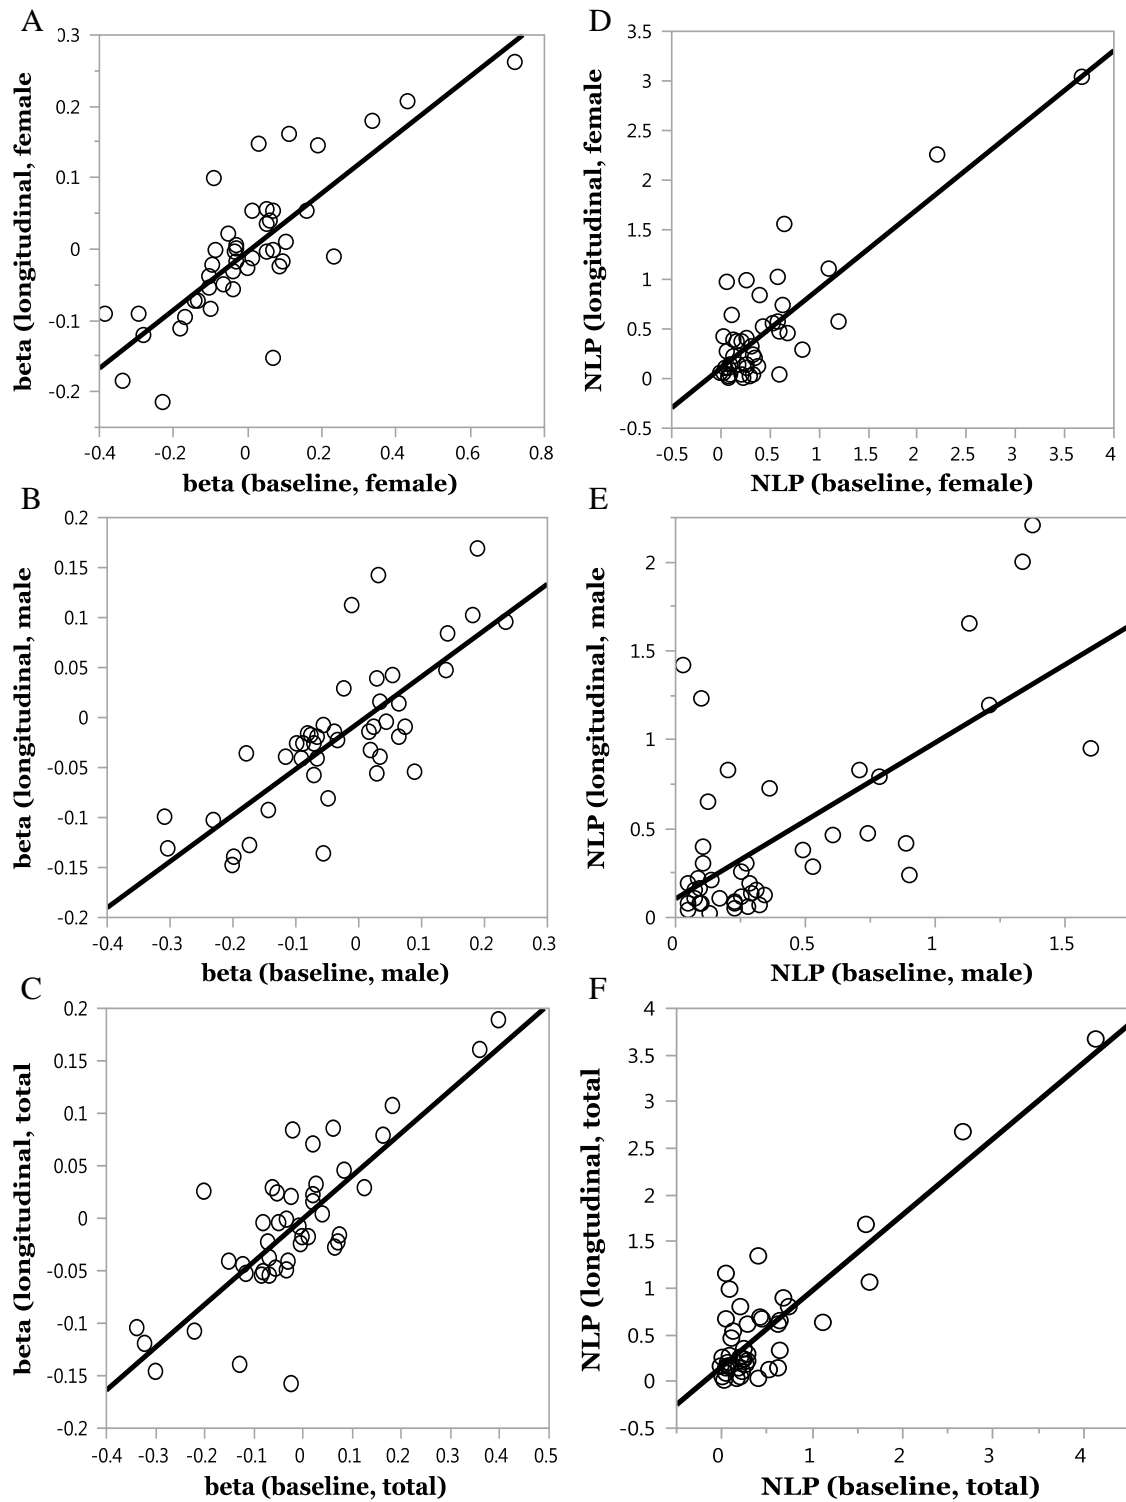 A
0.3
0.2
0.1
0
-0.1
-0.2
beta (longitudinal, female
-0.4 -0.2 0 0.2 0.4 0.6 0.8
beta (baseline, female)
D
3.5
3
2.5
2
1.5
1
0.5
0
-0.5
NLP (longitudinal, female
-0.5 0 0.5 1 1.5 2 2.5 3 3.5 4
NLP (baseline, female)
B
0.2
0.15
0.1
0.05
0
-0.05
-0.1
-0.15
-0.2
beta (longitudinal, male
-0.4 -0.3 -0.2 -0.1 0 0.1 0.2 0.3
beta (baseline, male)
E
2
1.5
1
0.5
0
NLP (longitudinal, male
0 0.5 1 1.5
NLP (baseline, male)
C
0.2
0.15
0.1
0.05
0
-0.05
-0.1
-0.15
-0.2
beta (longitudinal, total
-0.4 -0.3 -0.2 -0.1 0 0.1 0.2 0.3 0.4 0.5
beta (baseline, total)
F
4
3.5
3
2.5
2
1.5
1
0.5
0
-0.5
NLP (longtudinal, total
0 1 2 3 4
NLP (baseline, total)